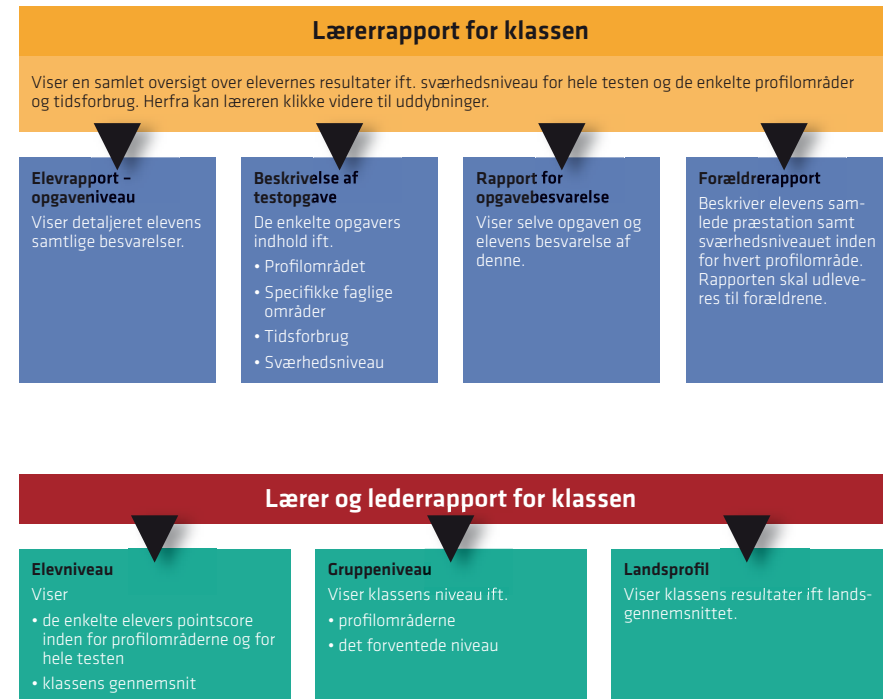 Lærerrapport for klassen
Viser en samlet oversigt over elevernes resultater ift. sværhedsniveau for hele testen og de enkelte profilområder
og tidsforbrug. Herfra kan læreren klikke videre til uddybninger.
Elevrapport –
opgaveniveau
Viser detaljeret elevens
samtlige besvarelser.
Beskrivelse af
testopgave
De enkelte opgavers
indhold ift.
• Profilområdet
• Specifikke faglige
områder
• Tidsforbrug
• Sværhedsniveau
Rapport for
opgavebesvarelse
Viser selve opgaven og
elevens besvarelse af
denne.
Forældrerapport
Beskriver elevens sam-
lede præstation samt
sværhedsniveauet inden
for hvert profilområde.
Rapporten skal udleve-
res til forældrene.
Lærer og lederrapport for klassen
Elevniveau
Viser
• de enkelte elevers pointscore
inden for profilområderne og for
hele testen
• klassens gennemsnit
Gruppeniveau
Viser klassens niveau ift.
• profilområderne
• det forventede niveau
Landsprofil
Viser klassens resultater ift lands-
gennemsnittet.